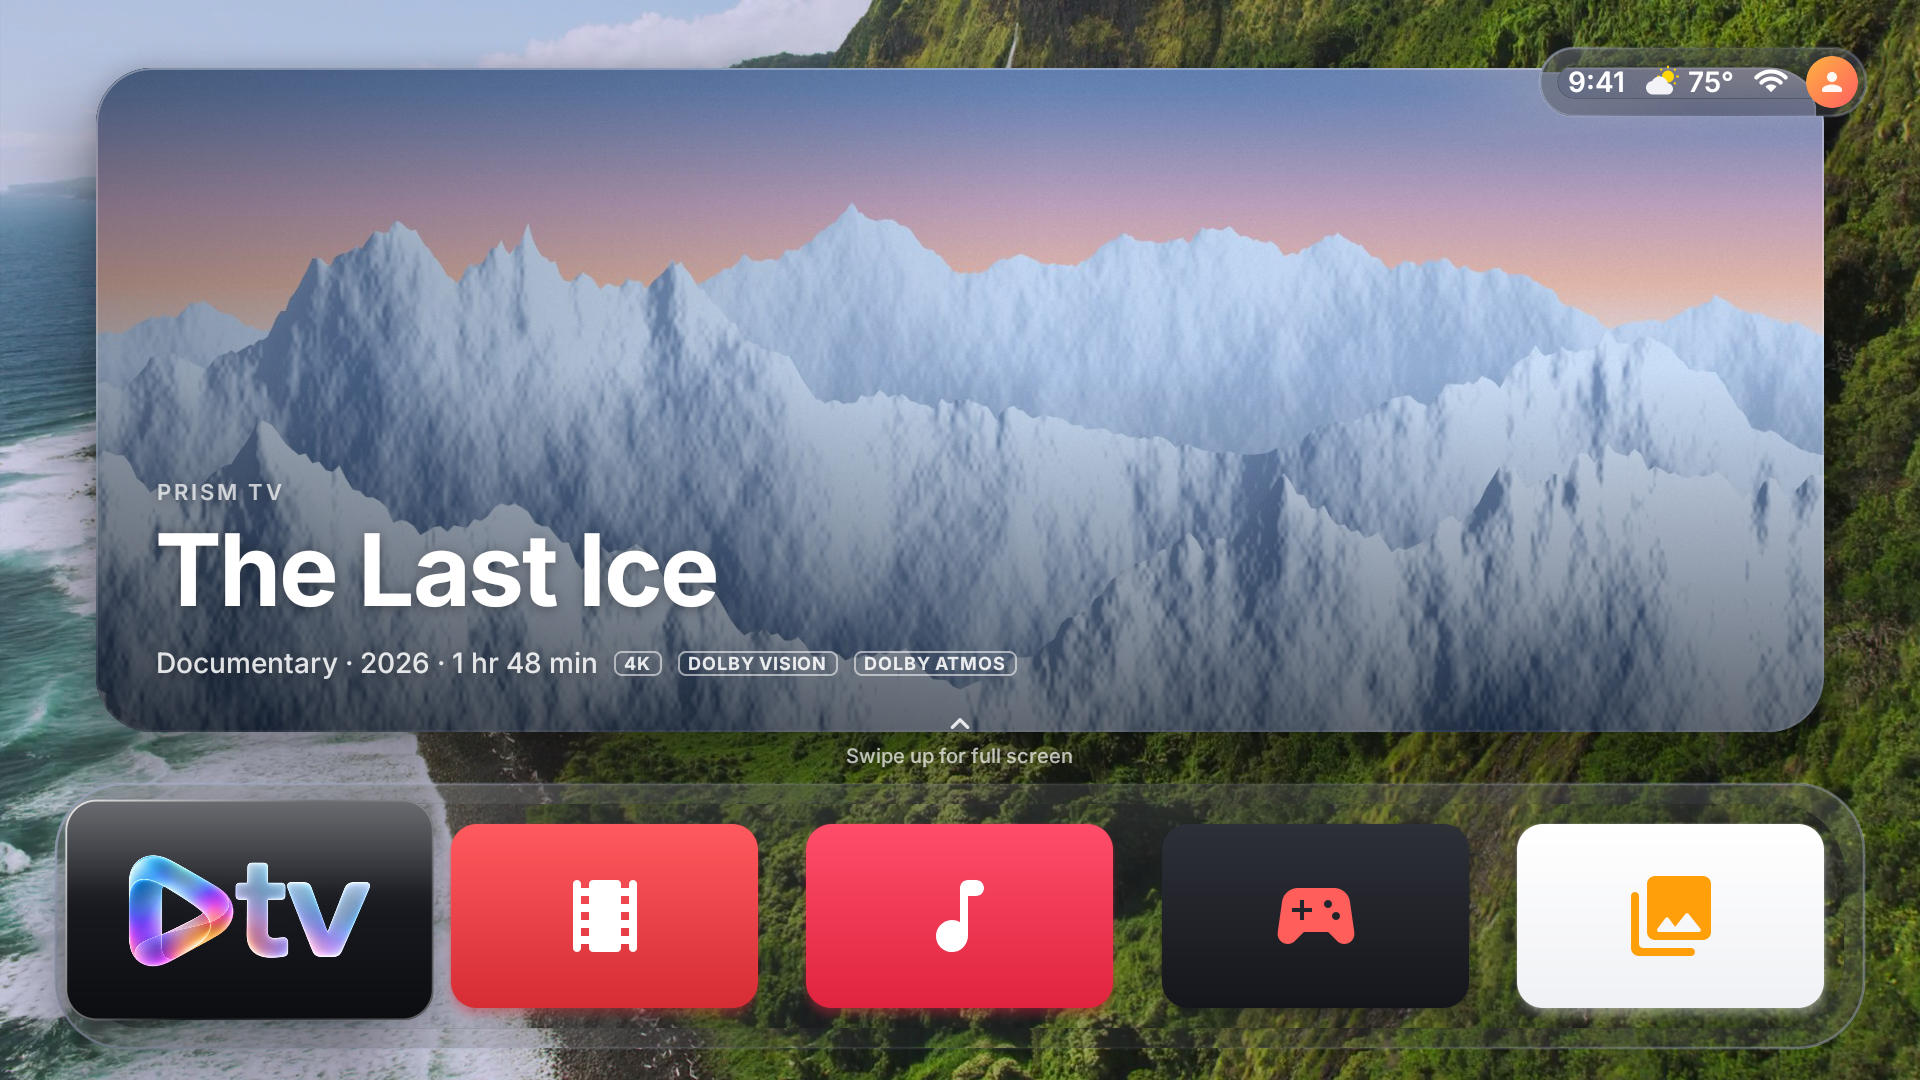 9:41 75°
PRISM TV
The Last Ice
Documentary · 2026 · 1 hr 48 min 4K DOLBY VISION DOLBY ATMOS
Swipe up for full screen
tv